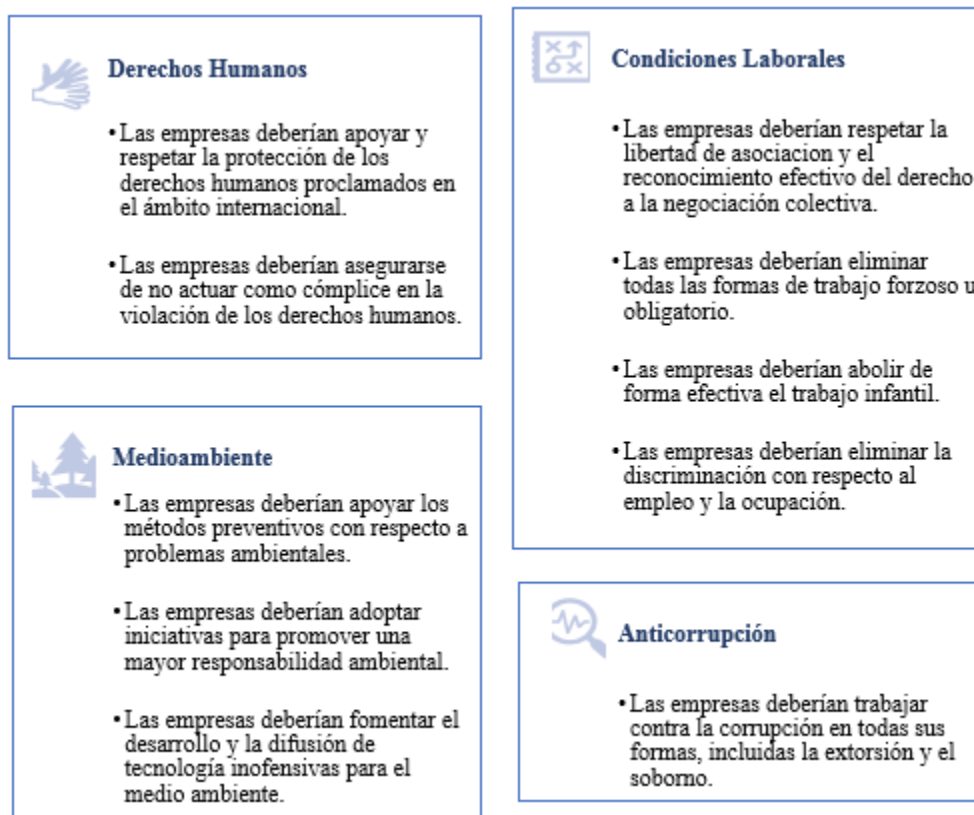 Derechos Humanos
•Las empresas deberían apoyar y
respetar la protección de los
derechos humanos proclamados en
el ámbito internacional.
•Las empresas deberían asegurarse
de no actuar como cómplice en la
violación de los derechos humanos.
Condiciones Laborales
•Las empresas deberían respetar la
libertad de asociacion y el
reconocimiento efectivo del derecho
a la negociación colectiva.
•Las empresas deberían eliminar
todas las formas de trabajo forzoso u
obligatorio.
•Las empresas deberían abolir de
forma efectiva el trabajo infantil.
•Las empresas deberían eliminar la
discriminación con respecto al
empleo y la ocupación.
Medioambiente
•Las empresas deberían apoyar los
métodos preventivos con respecto a
problemas ambientales.
•Las empresas deberían adoptar
iniciativas para promover una
mayor responsabilidad ambiental.
•Las empresas deberían fomentar el
desarrollo y la difusión de
tecnología inofensivas para el
medio ambiente.
Anticorrupción
•Las empresas deberían trabajar
contra la corrupción en todas sus
formas, incluidas la extorsión y el
soborno.